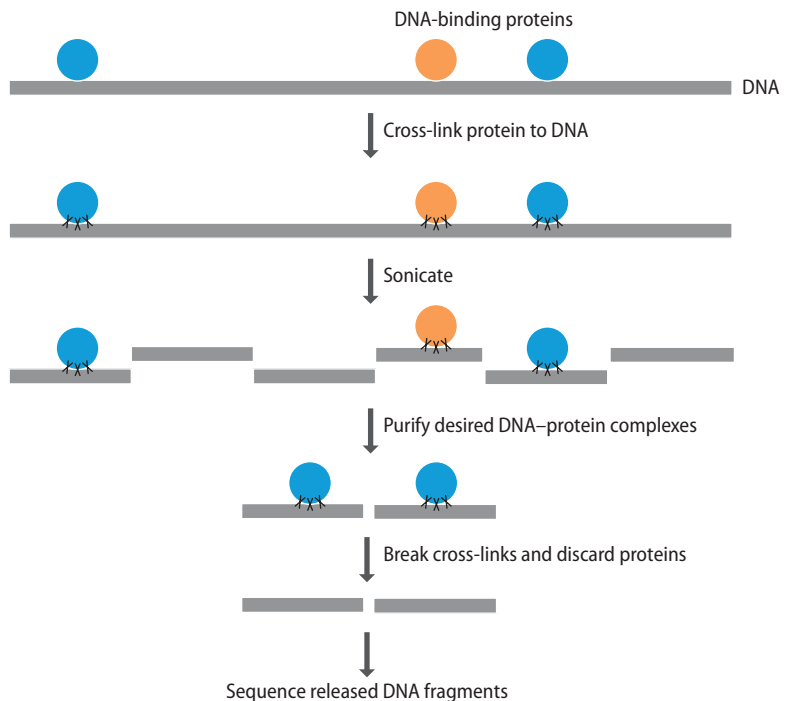 DNA-binding proteins
DNA
Cross-link protein to DNA
Sonicate
Purify desired DNA–protein complexes
Break cross-links and discard proteins
Sequence released DNA fragments